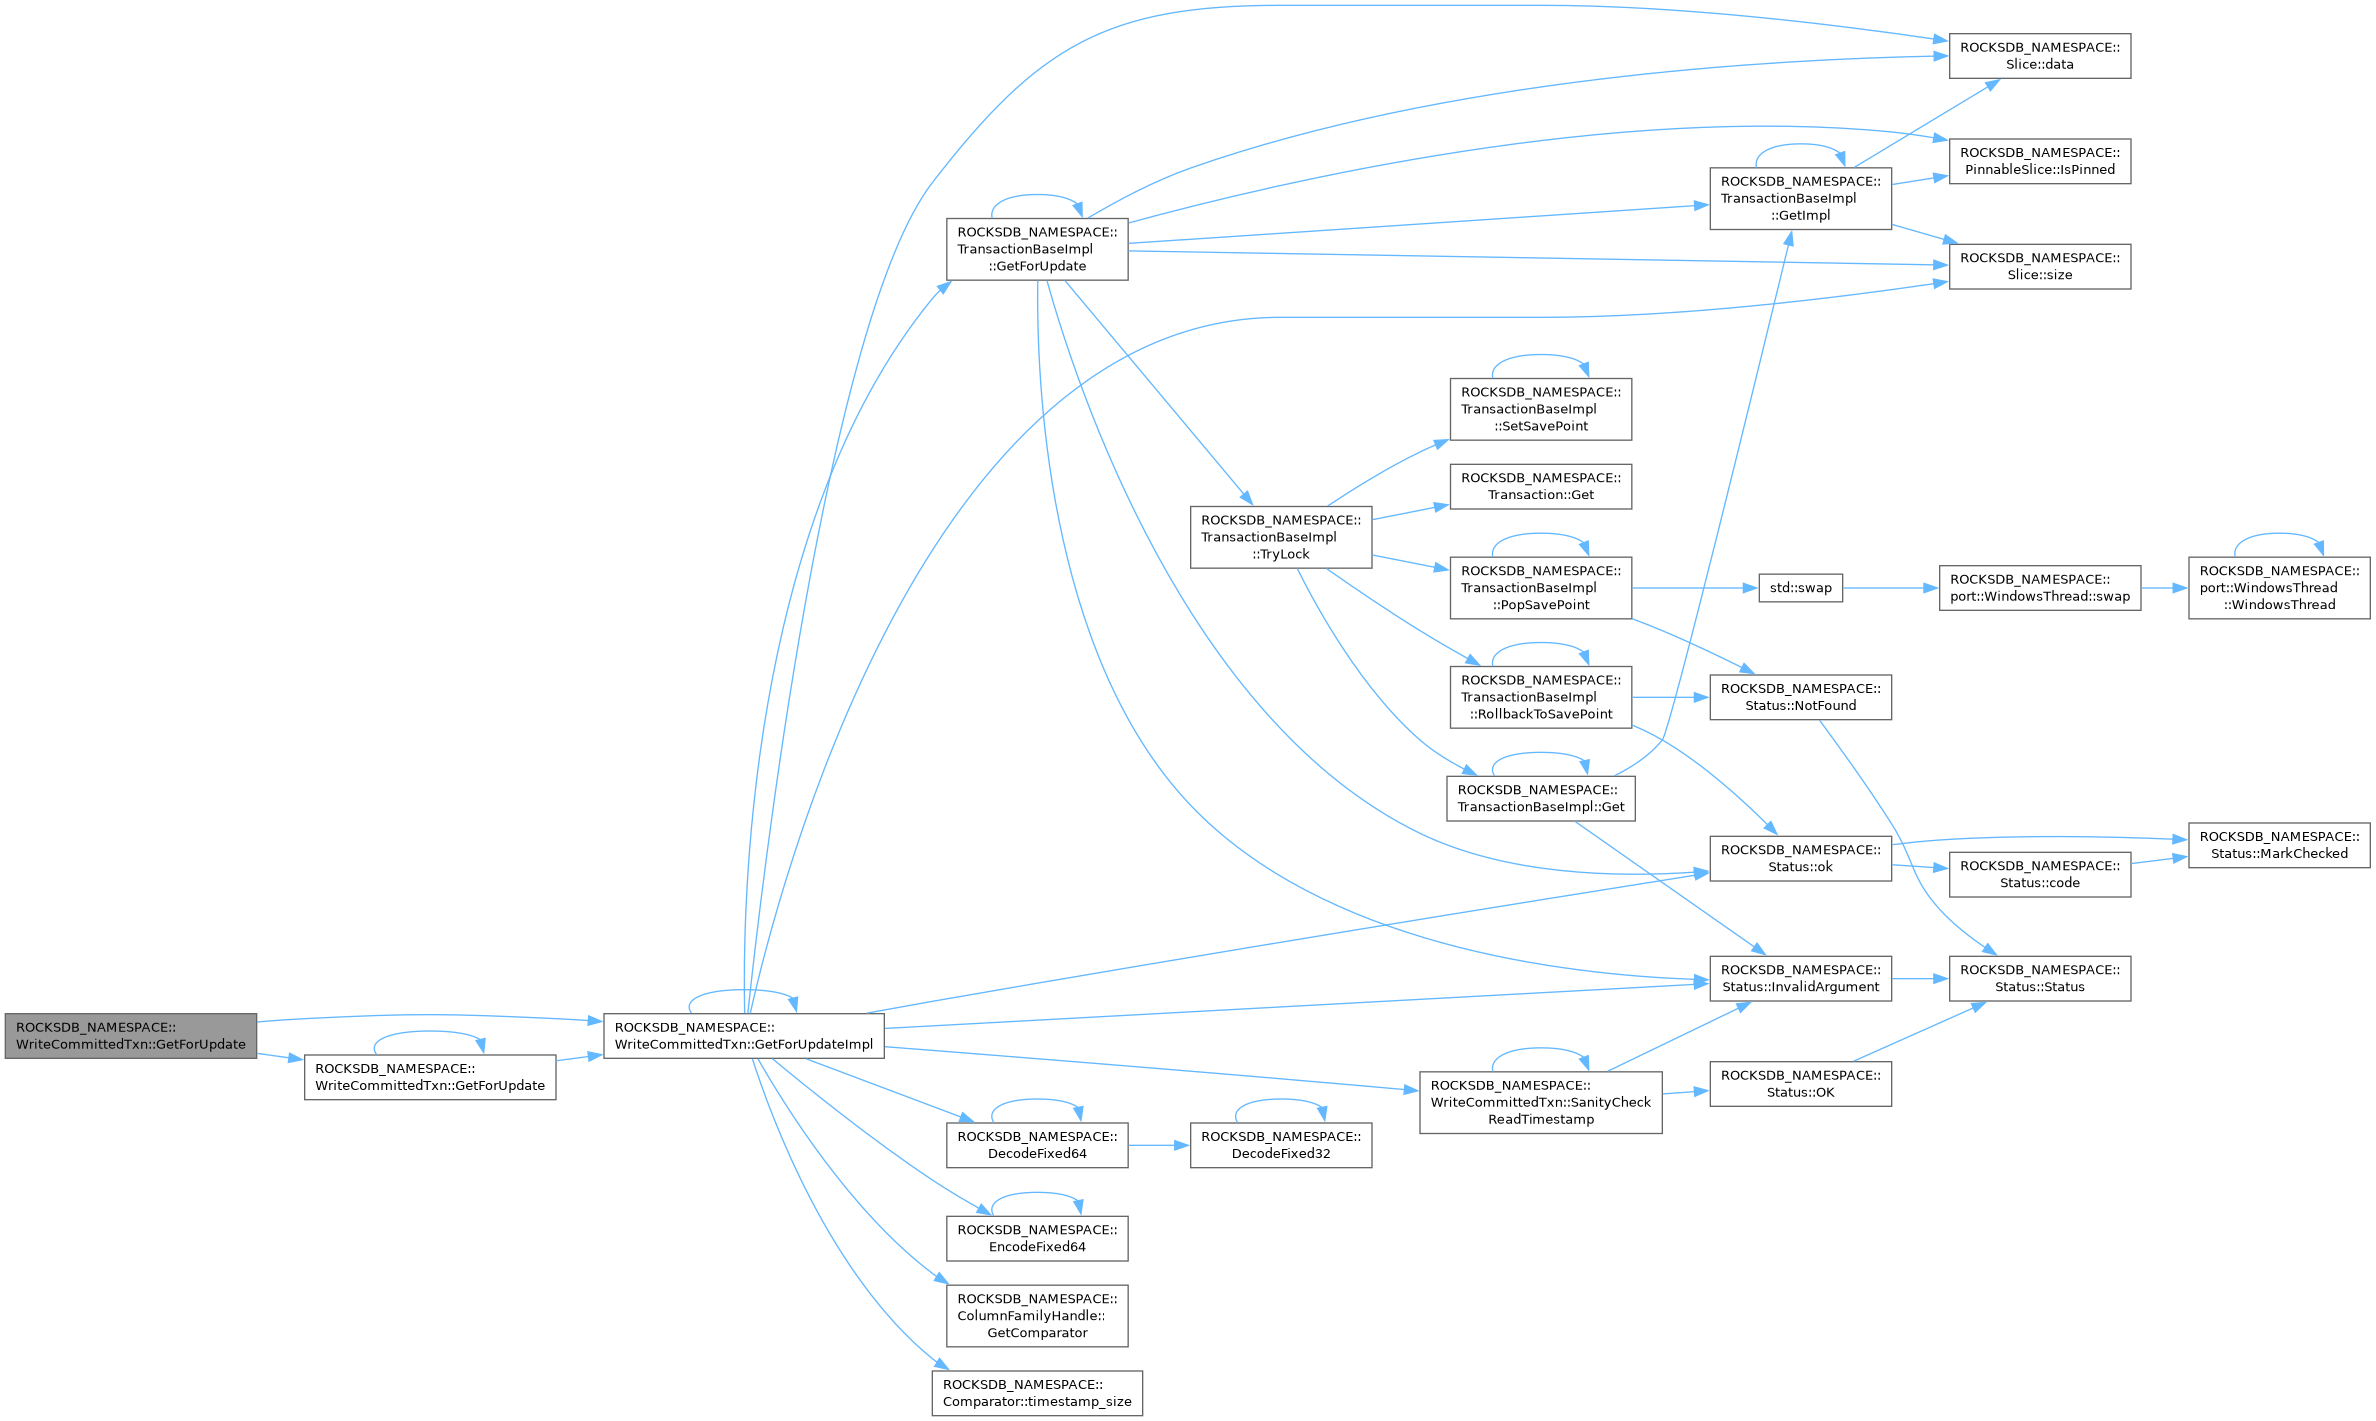 ROCKSDB_NAMESPACE::
WriteCommittedTxn::GetForUpdate
ROCKSDB_NAMESPACE::
WriteCommittedTxn::GetForUpdate
ROCKSDB_NAMESPACE::
WriteCommittedTxn::GetForUpdateImpl
ROCKSDB_NAMESPACE::
TransactionBaseImpl
::GetForUpdate
ROCKSDB_NAMESPACE::
DecodeFixed64
ROCKSDB_NAMESPACE::
EncodeFixed64
ROCKSDB_NAMESPACE::
ColumnFamilyHandle::
GetComparator
ROCKSDB_NAMESPACE::
Comparator::timestamp_size
ROCKSDB_NAMESPACE::
TransactionBaseImpl
::TryLock
ROCKSDB_NAMESPACE::
DecodeFixed32
ROCKSDB_NAMESPACE::
TransactionBaseImpl
::SetSavePoint
ROCKSDB_NAMESPACE::
Transaction::Get
ROCKSDB_NAMESPACE::
TransactionBaseImpl
::PopSavePoint
ROCKSDB_NAMESPACE::
TransactionBaseImpl
::RollbackToSavePoint
ROCKSDB_NAMESPACE::
TransactionBaseImpl::Get
ROCKSDB_NAMESPACE::
WriteCommittedTxn::SanityCheck
ReadTimestamp
ROCKSDB_NAMESPACE::
TransactionBaseImpl
::GetImpl
std::swap
ROCKSDB_NAMESPACE::
Status::NotFound
ROCKSDB_NAMESPACE::
Status::ok
ROCKSDB_NAMESPACE::
Status::InvalidArgument
ROCKSDB_NAMESPACE::
Status::OK
ROCKSDB_NAMESPACE::
Slice::data
ROCKSDB_NAMESPACE::
PinnableSlice::IsPinned
ROCKSDB_NAMESPACE::
Slice::size
ROCKSDB_NAMESPACE::
port::WindowsThread::swap
ROCKSDB_NAMESPACE::
Status::code
ROCKSDB_NAMESPACE::
Status::Status
ROCKSDB_NAMESPACE::
port::WindowsThread
::WindowsThread
ROCKSDB_NAMESPACE::
Status::MarkChecked